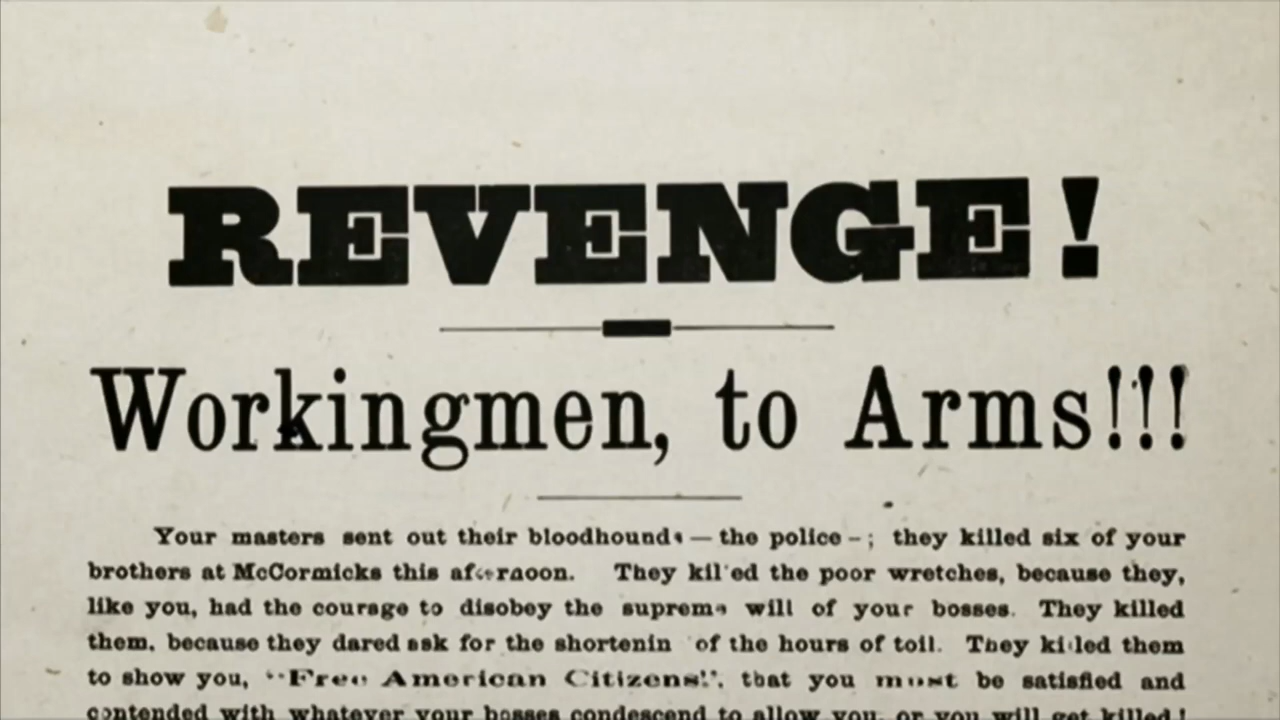 REVENGE!
Workingmen, to Arms!!!
Your masters sent out their bloodhounds — the police –; they killed six of your
brothers at McCormicks this afternoon. They killed the poor wretches, because they,
like you, had the courage to disobey the supreme will of your bosses. They killed
them, because they dared ask for the shortenin of the hours of toil. They killed them
to show you, "Free American Citizens!", that you must be satisfied and
contended with whatever your bosses condescend to allow you, or you will get killed!